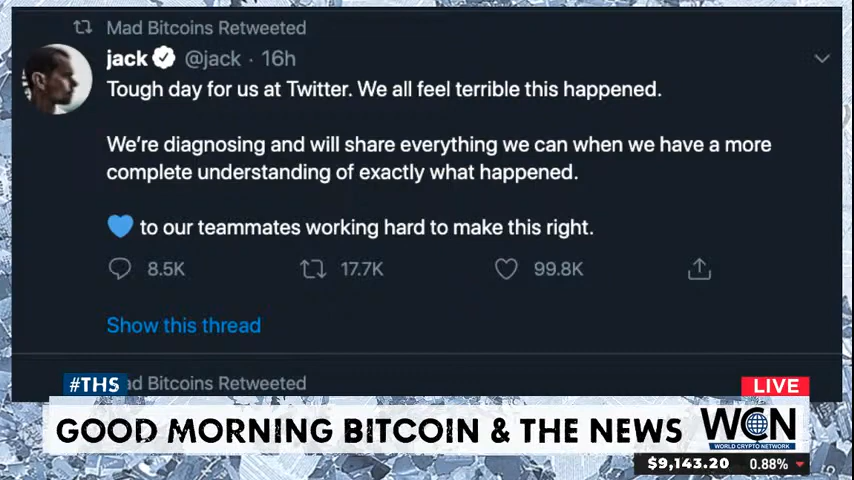 Mad Bitcoins Retweeted
jack @jack · 16h
Tough day for us at Twitter. We all feel terrible this happened.
We're diagnosing and will share everything we can when we have a more
complete understanding of exactly what happened.
💙 to our teammates working hard to make this right.
8.5K 17.7K 99.8K
Show this thread
#THS ad Bitcoins Retweeted
LIVE
GOOD MORNING BITCOIN & THE NEWS WCN
WORLD CRYPTO NETWORK
$9,143.20 0.88%